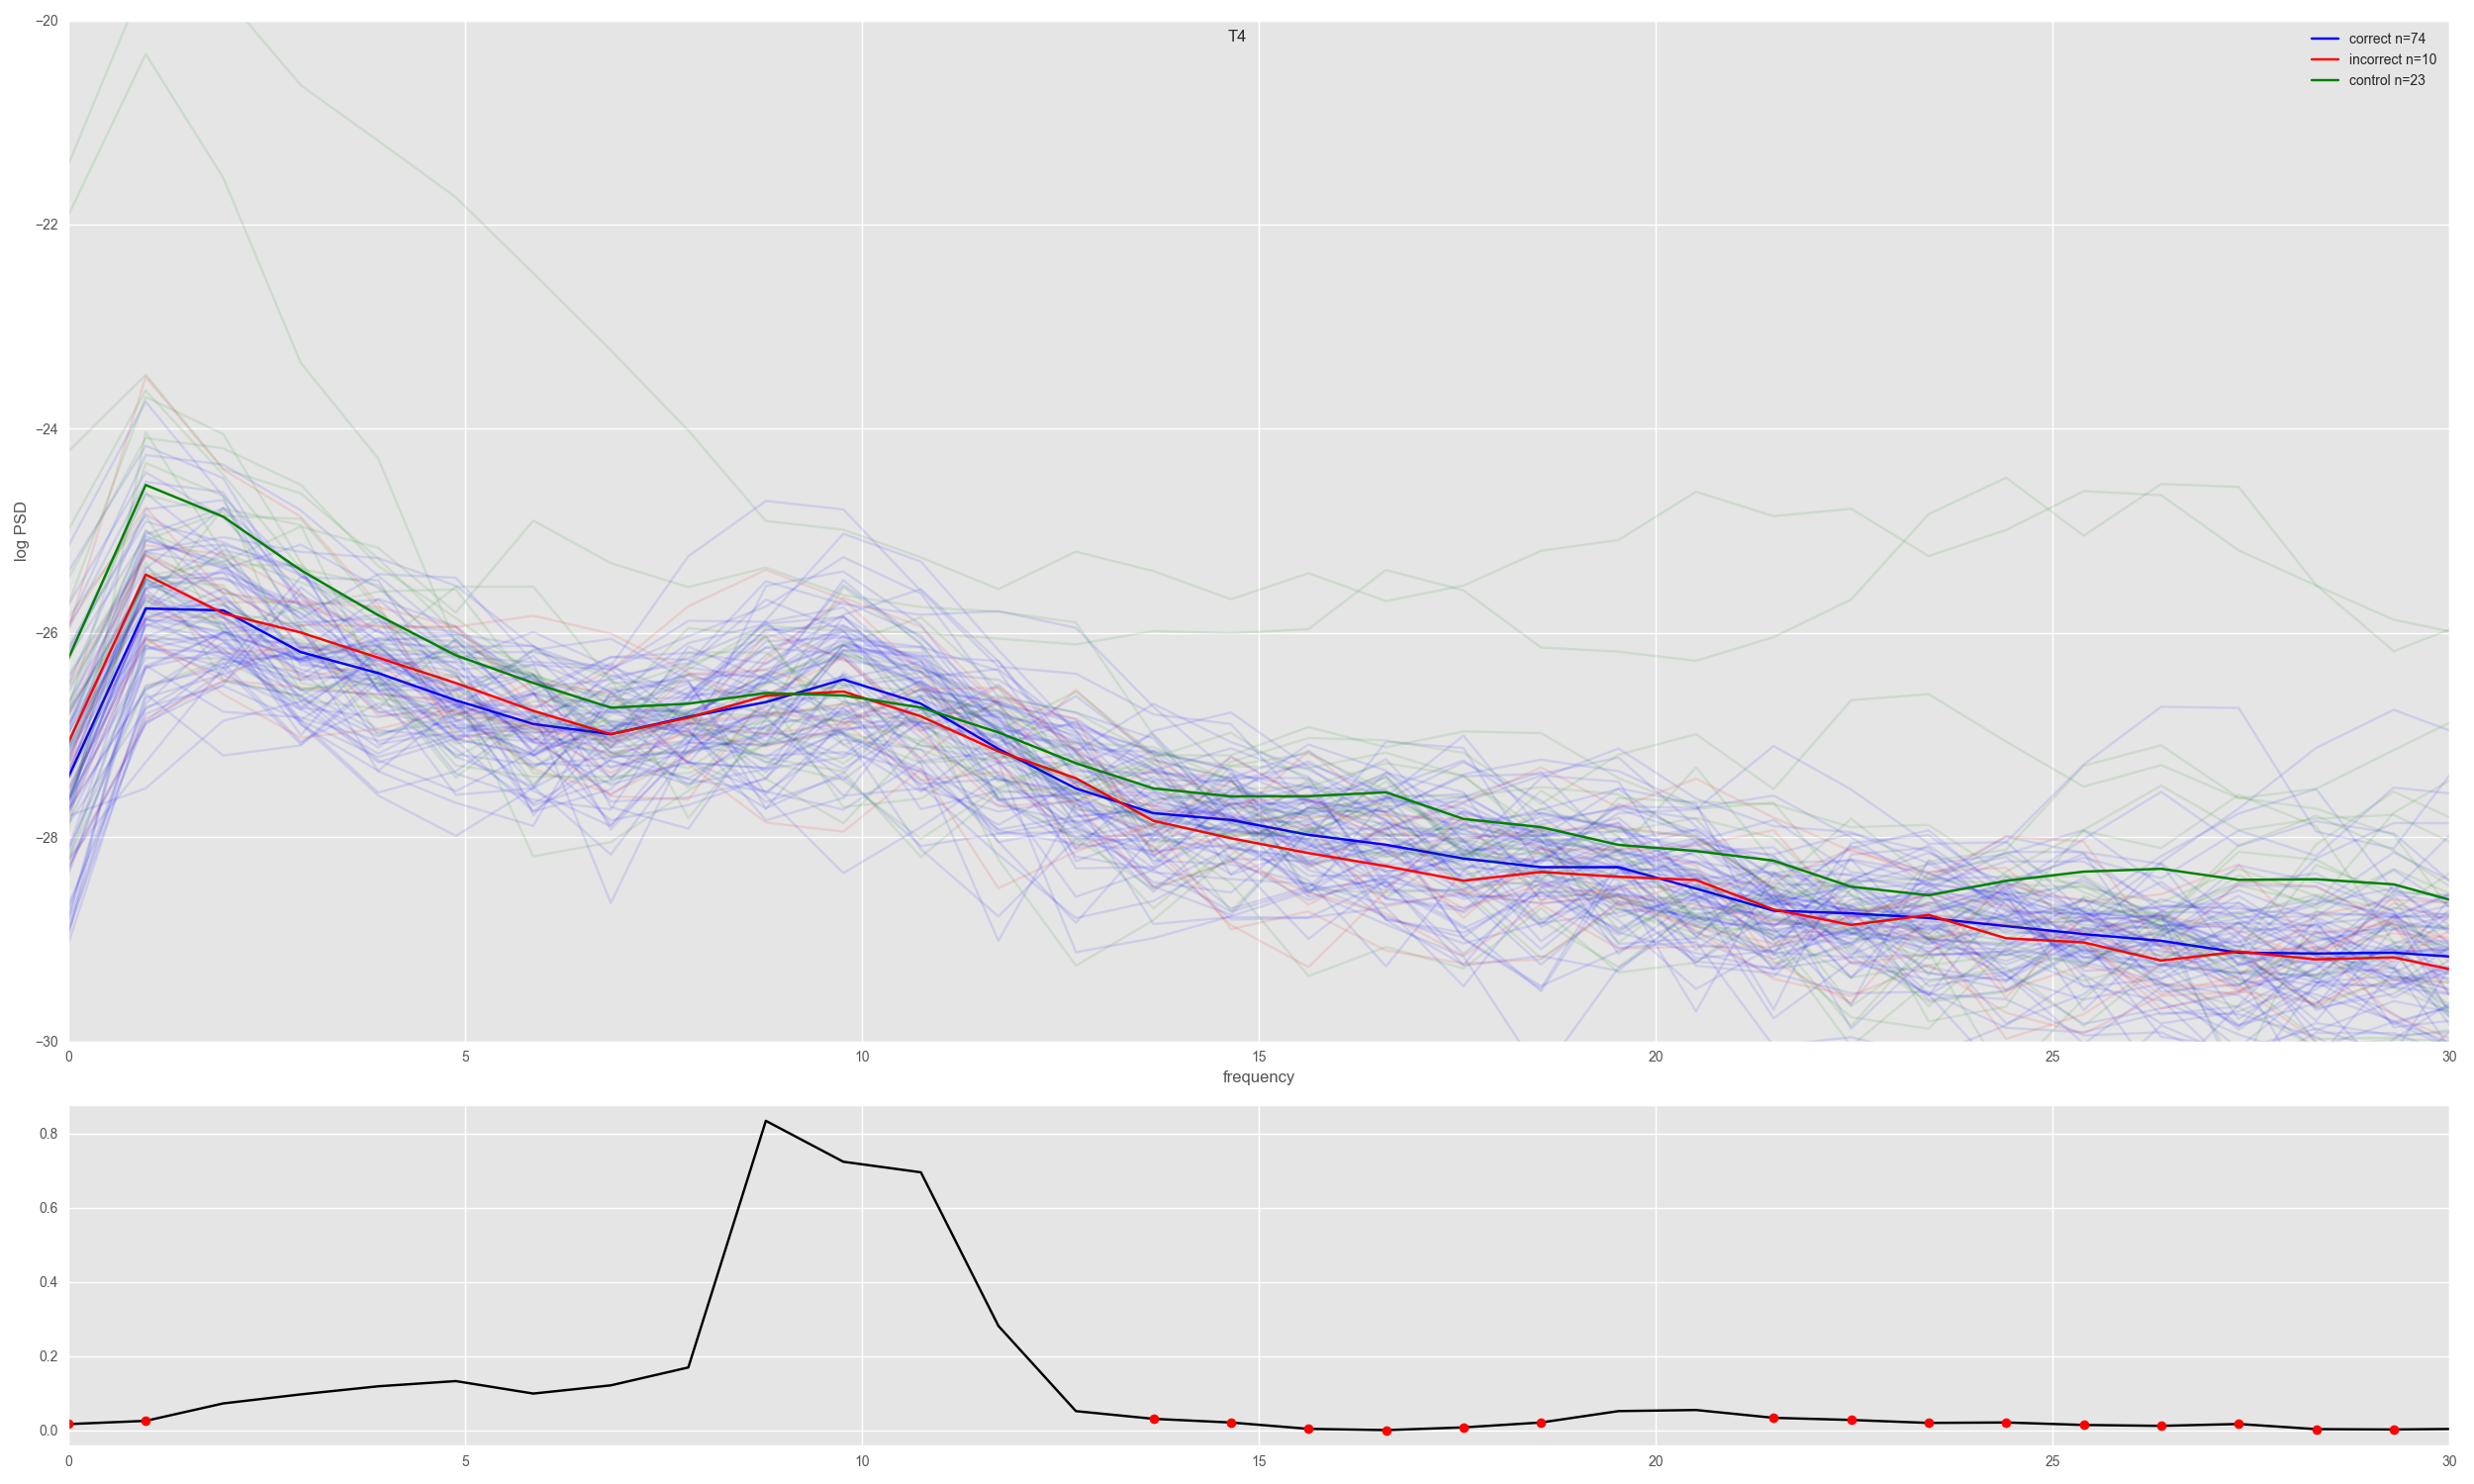 T4
correct n=74
incorrect n=10
control n=23
log PSD
−20
−22
−24
−26
−28
−30
0 5 10 15 20 25 30
frequency
0.8
0.6
0.4
0.2
0.0
0 5 10 15 20 25 30